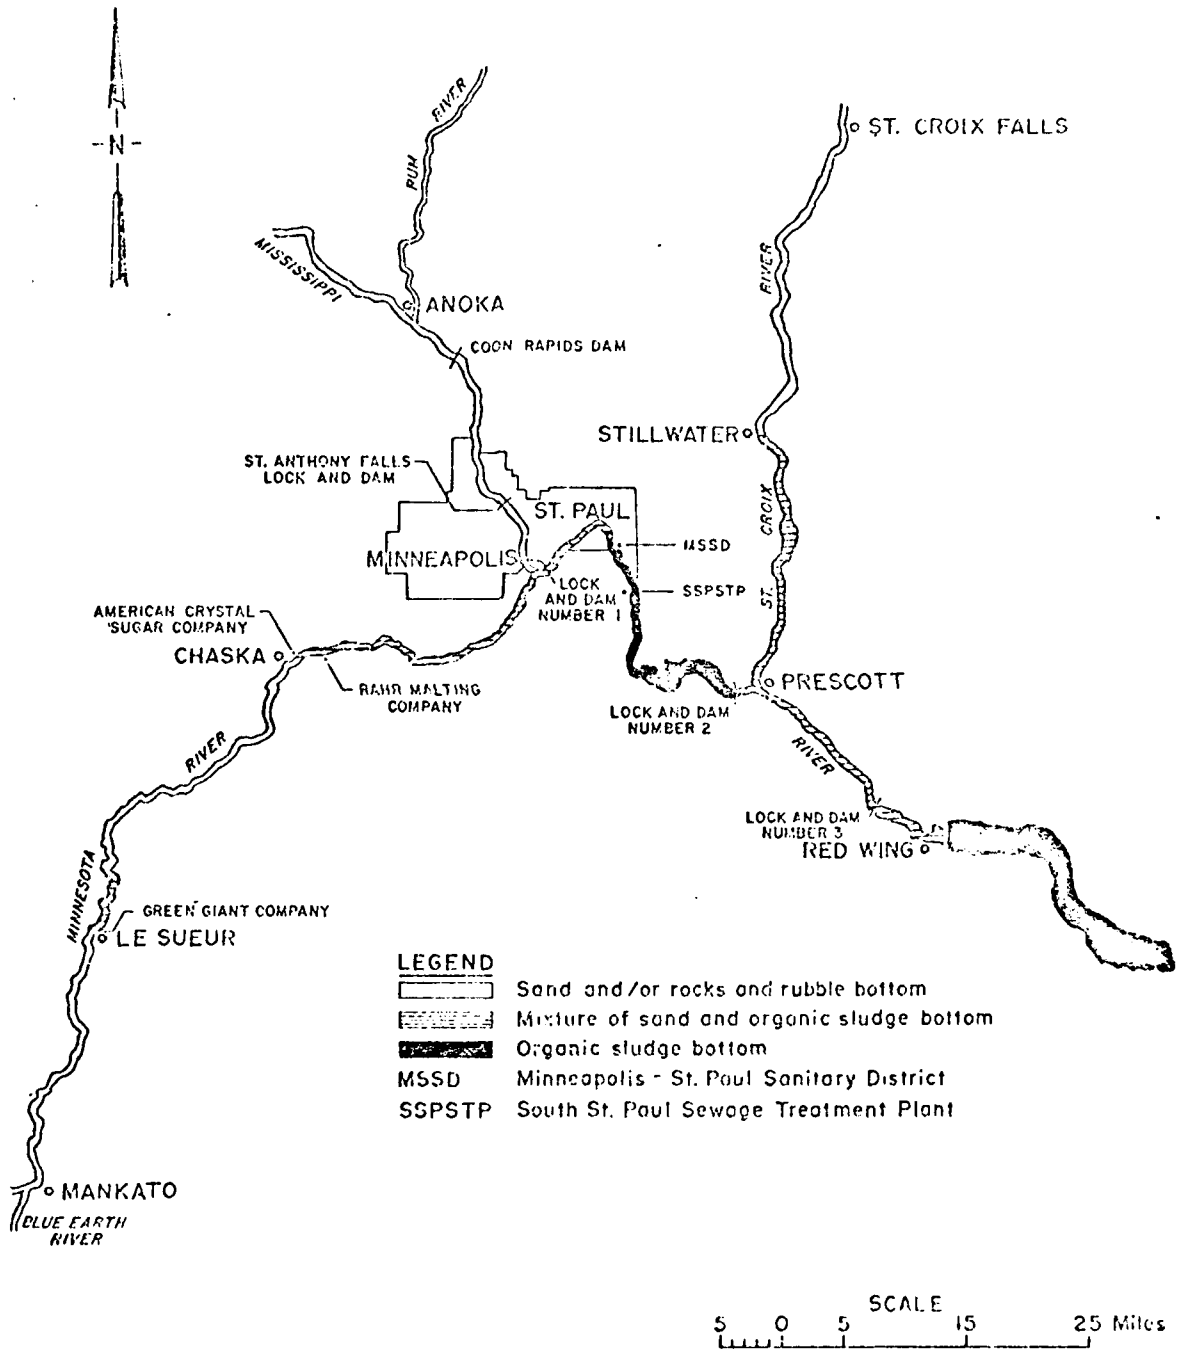 N
RUM
RIVER
ST. CROIX FALLS
MISSISSIPPI
RIVER
ANOKA
COON RAPIDS DAM
STILLWATER
ST. ANTHONY FALLS
LOCK AND DAM
ST. PAUL
CROIX
MINNEAPOLIS
MSSD
LOCK
AND DAM
NUMBER 1
SSPSTP
ST.
AMERICAN CRYSTAL
SUGAR COMPANY
CHASKA
RAHR MALTING
COMPANY
PRESCOTT
LOCK AND DAM
NUMBER 2
RIVER
RIVER
LOCK AND DAM
NUMBER 3
RED WING
MINNESOTA
GREEN GIANT COMPANY
LE SUEUR
LEGEND
Sand and/or rocks and rubble bottom
Mixture of sand and organic sludge bottom
Organic sludge bottom
MSSD Minneapolis - St. Paul Sanitary District
SSPSTP South St. Paul Sewage Treatment Plant
MANKATO
BLUE EARTH
RIVER
SCALE
5 0 5 15 25 Miles